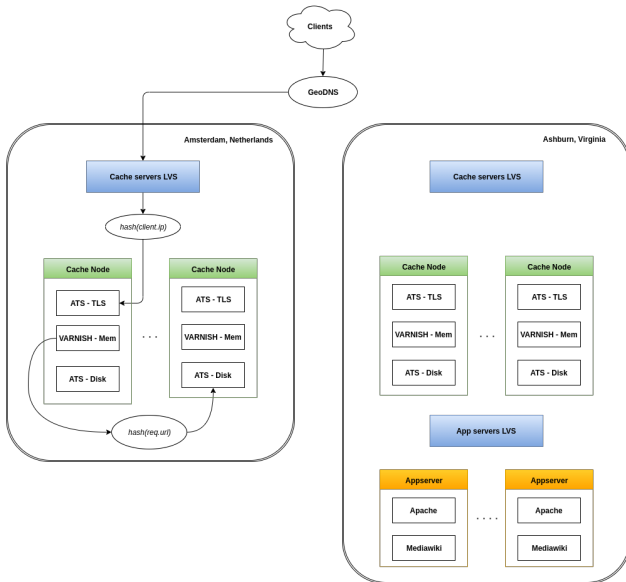 Clients
GeoDNS
Amsterdam, Netherlands
Cache servers LVS
hash(client.ip)
Cache Node
ATS - TLS
VARNISH - Mem
ATS - Disk
. . .
Cache Node
ATS - TLS
VARNISH - Mem
ATS - Disk
hash(req.url)
Ashburn, Virginia
Cache servers LVS
Cache Node
ATS - TLS
VARNISH - Mem
ATS - Disk
. . .
Cache Node
ATS - TLS
VARNISH - Mem
ATS - Disk
App servers LVS
Appserver
Apache
Mediawiki
. . . .
Appserver
Apache
Mediawiki